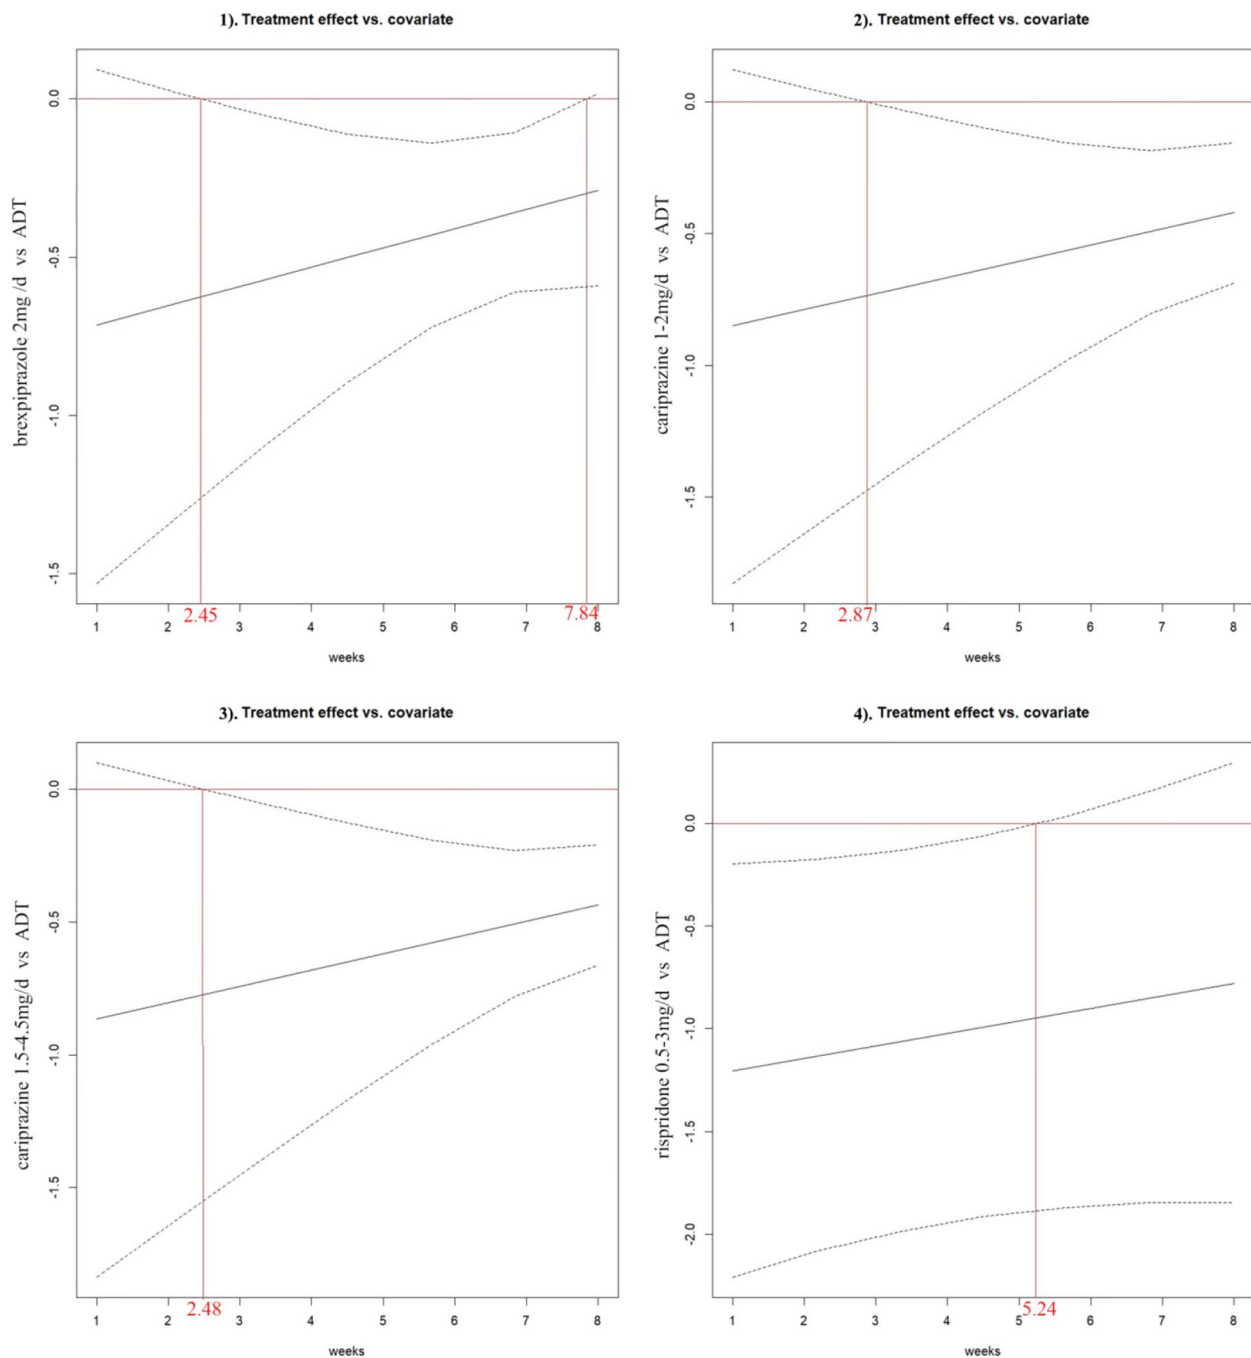 1). Treatment effect vs. covariate
brexpiprazole 2mg /d vs ADT
0.0
-0.5
-1.0
-1.5
2.45
7.84
1 2 3 4 5 6 7 8
weeks
2). Treatment effect vs. covariate
cariprazine 1-2mg/d vs ADT
0.0
-0.5
-1.0
-1.5
2.87
1 2 3 4 5 6 7 8
weeks
3). Treatment effect vs. covariate
cariprazine 1.5-4.5mg/d vs ADT
0.0
-0.5
-1.0
-1.5
2.48
1 2 3 4 5 6 7 8
weeks
4). Treatment effect vs. covariate
rispridone 0.5-3mg/d vs ADT
0.0
-0.5
-1.0
-1.5
-2.0
5.24
1 2 3 4 5 6 7 8
weeks